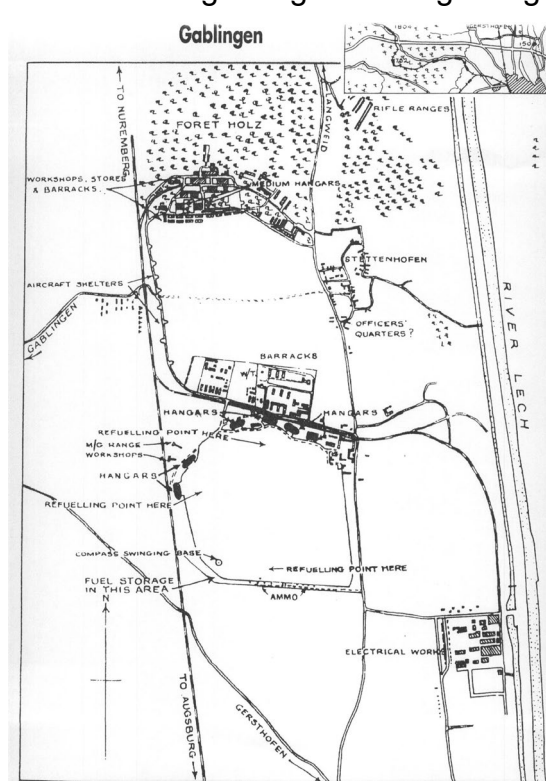 Gablingen
GERSTHOFEN
TO NUREMBERG
LANGWEID
RIFLE RANGES
FORET HOLZ
WORKSHOPS, STORES
& BARRACKS.
MEDIUM HANGARS
STETTENHOFEN
AIRCRAFT SHELTERS
GABLINGEN
OFFICERS'
QUARTERS?
RIVER LECH
BARRACKS
W/T.
HANGARS
HANGARS
REFUELLING POINT
HERE
M/G RANGE
WORKSHOPS
HANGARS
REFUELLING POINT HERE
COMPASS SWINGING BASE
REFUELLING POINT HERE
FUEL STORAGE
IN THIS AREA
AMMO
N
ELECTRICAL WORKS
TO AUGSBURG
GERSTHOFEN